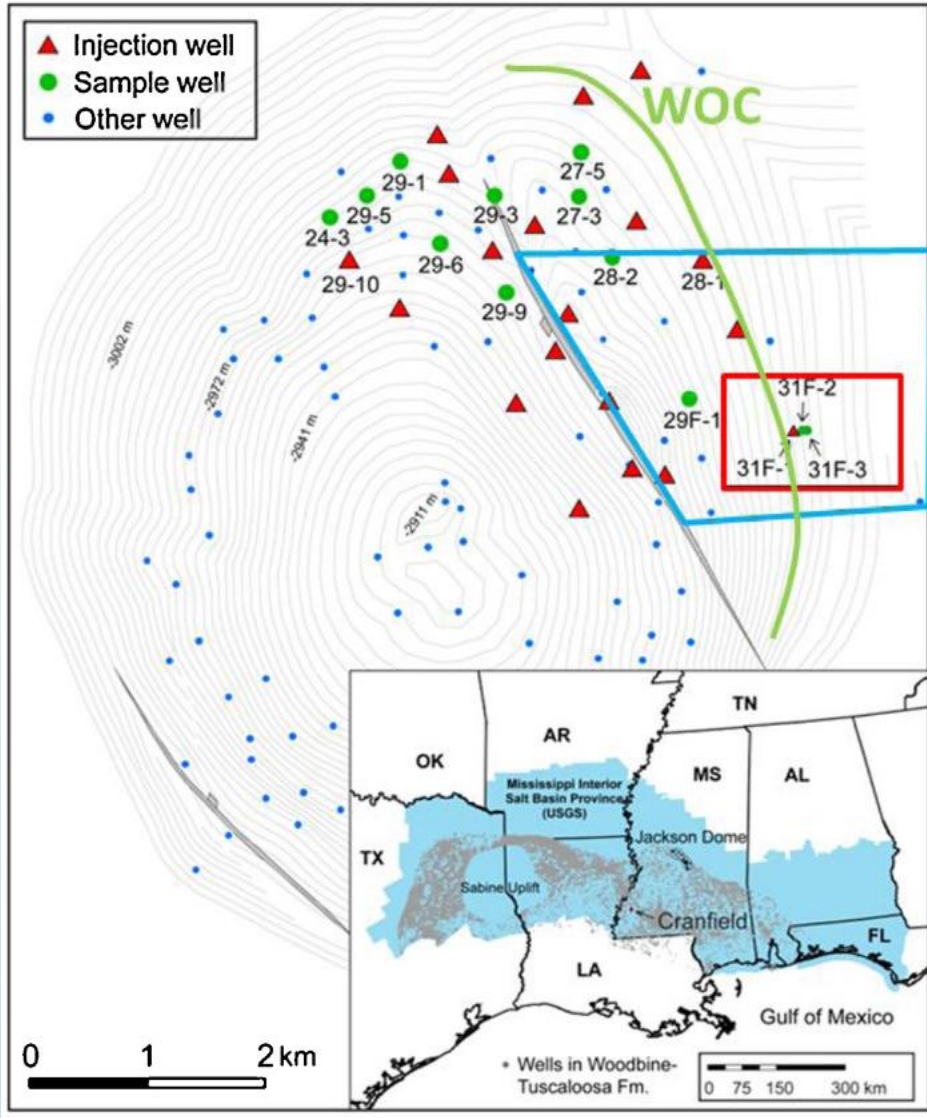 Injection well
Sample well
Other well
WOC
27-5
29-1
29-5
29-3
27-3
24-3
29-6
28-2
29-10
28-1
29-9
-3002 m
-2972 m
-2941 m
-2911 m
31F-2
29F-1
31F-1
31F-3
TN
OK
AR
MS
AL
Mississippi Interior
Salt Basin Province
(USGS)
Jackson Dome
TX
Sabine Uplift
Cranfield
FL
LA
Gulf of Mexico
Wells in Woodbine-
Tuscaloosa Fm.
0 75 150 300 km
0 1 2 km